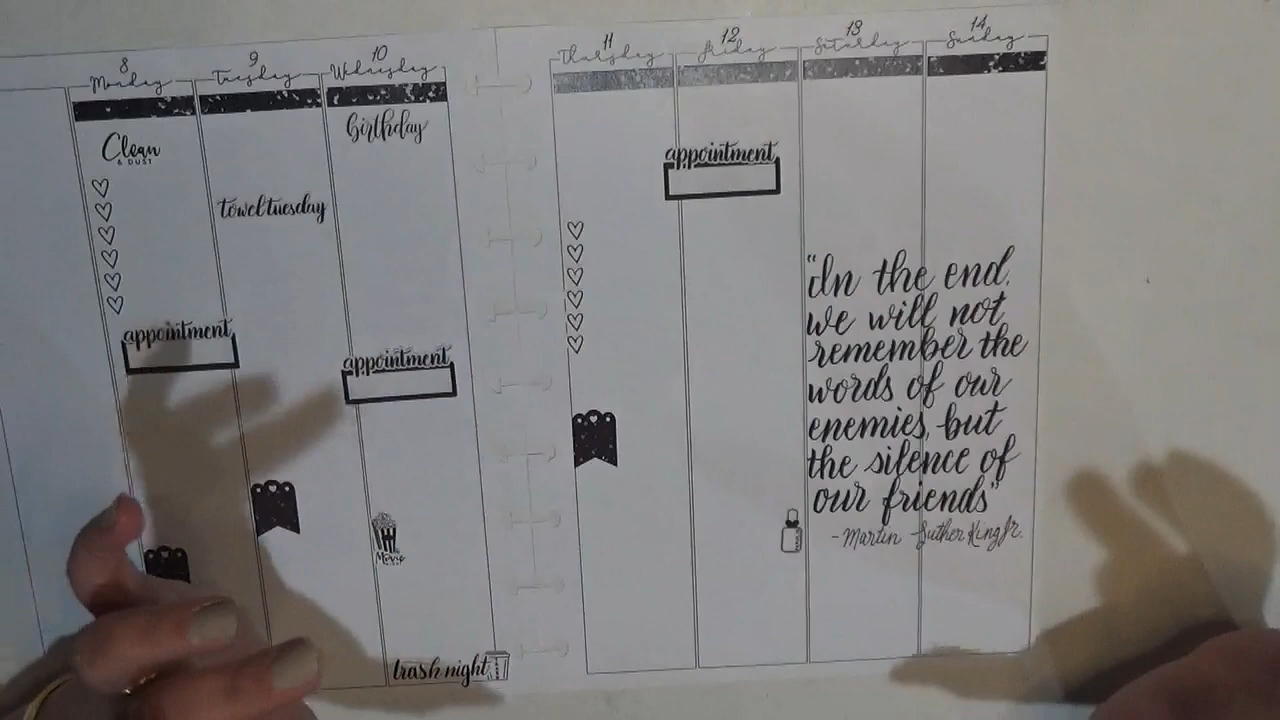 8
Monday
9
Tuesday
10
Wednesday
11
Thursday
12
Friday
13
Saturday
14
Sunday
Clean
& DUST
appointment
towel tuesday
birthday
appointment
Movie
trash night
appointment
"In the end,
we will not
remember the
words of our
enemies, but
the silence of
our friends"
-Martin Luther King Jr.